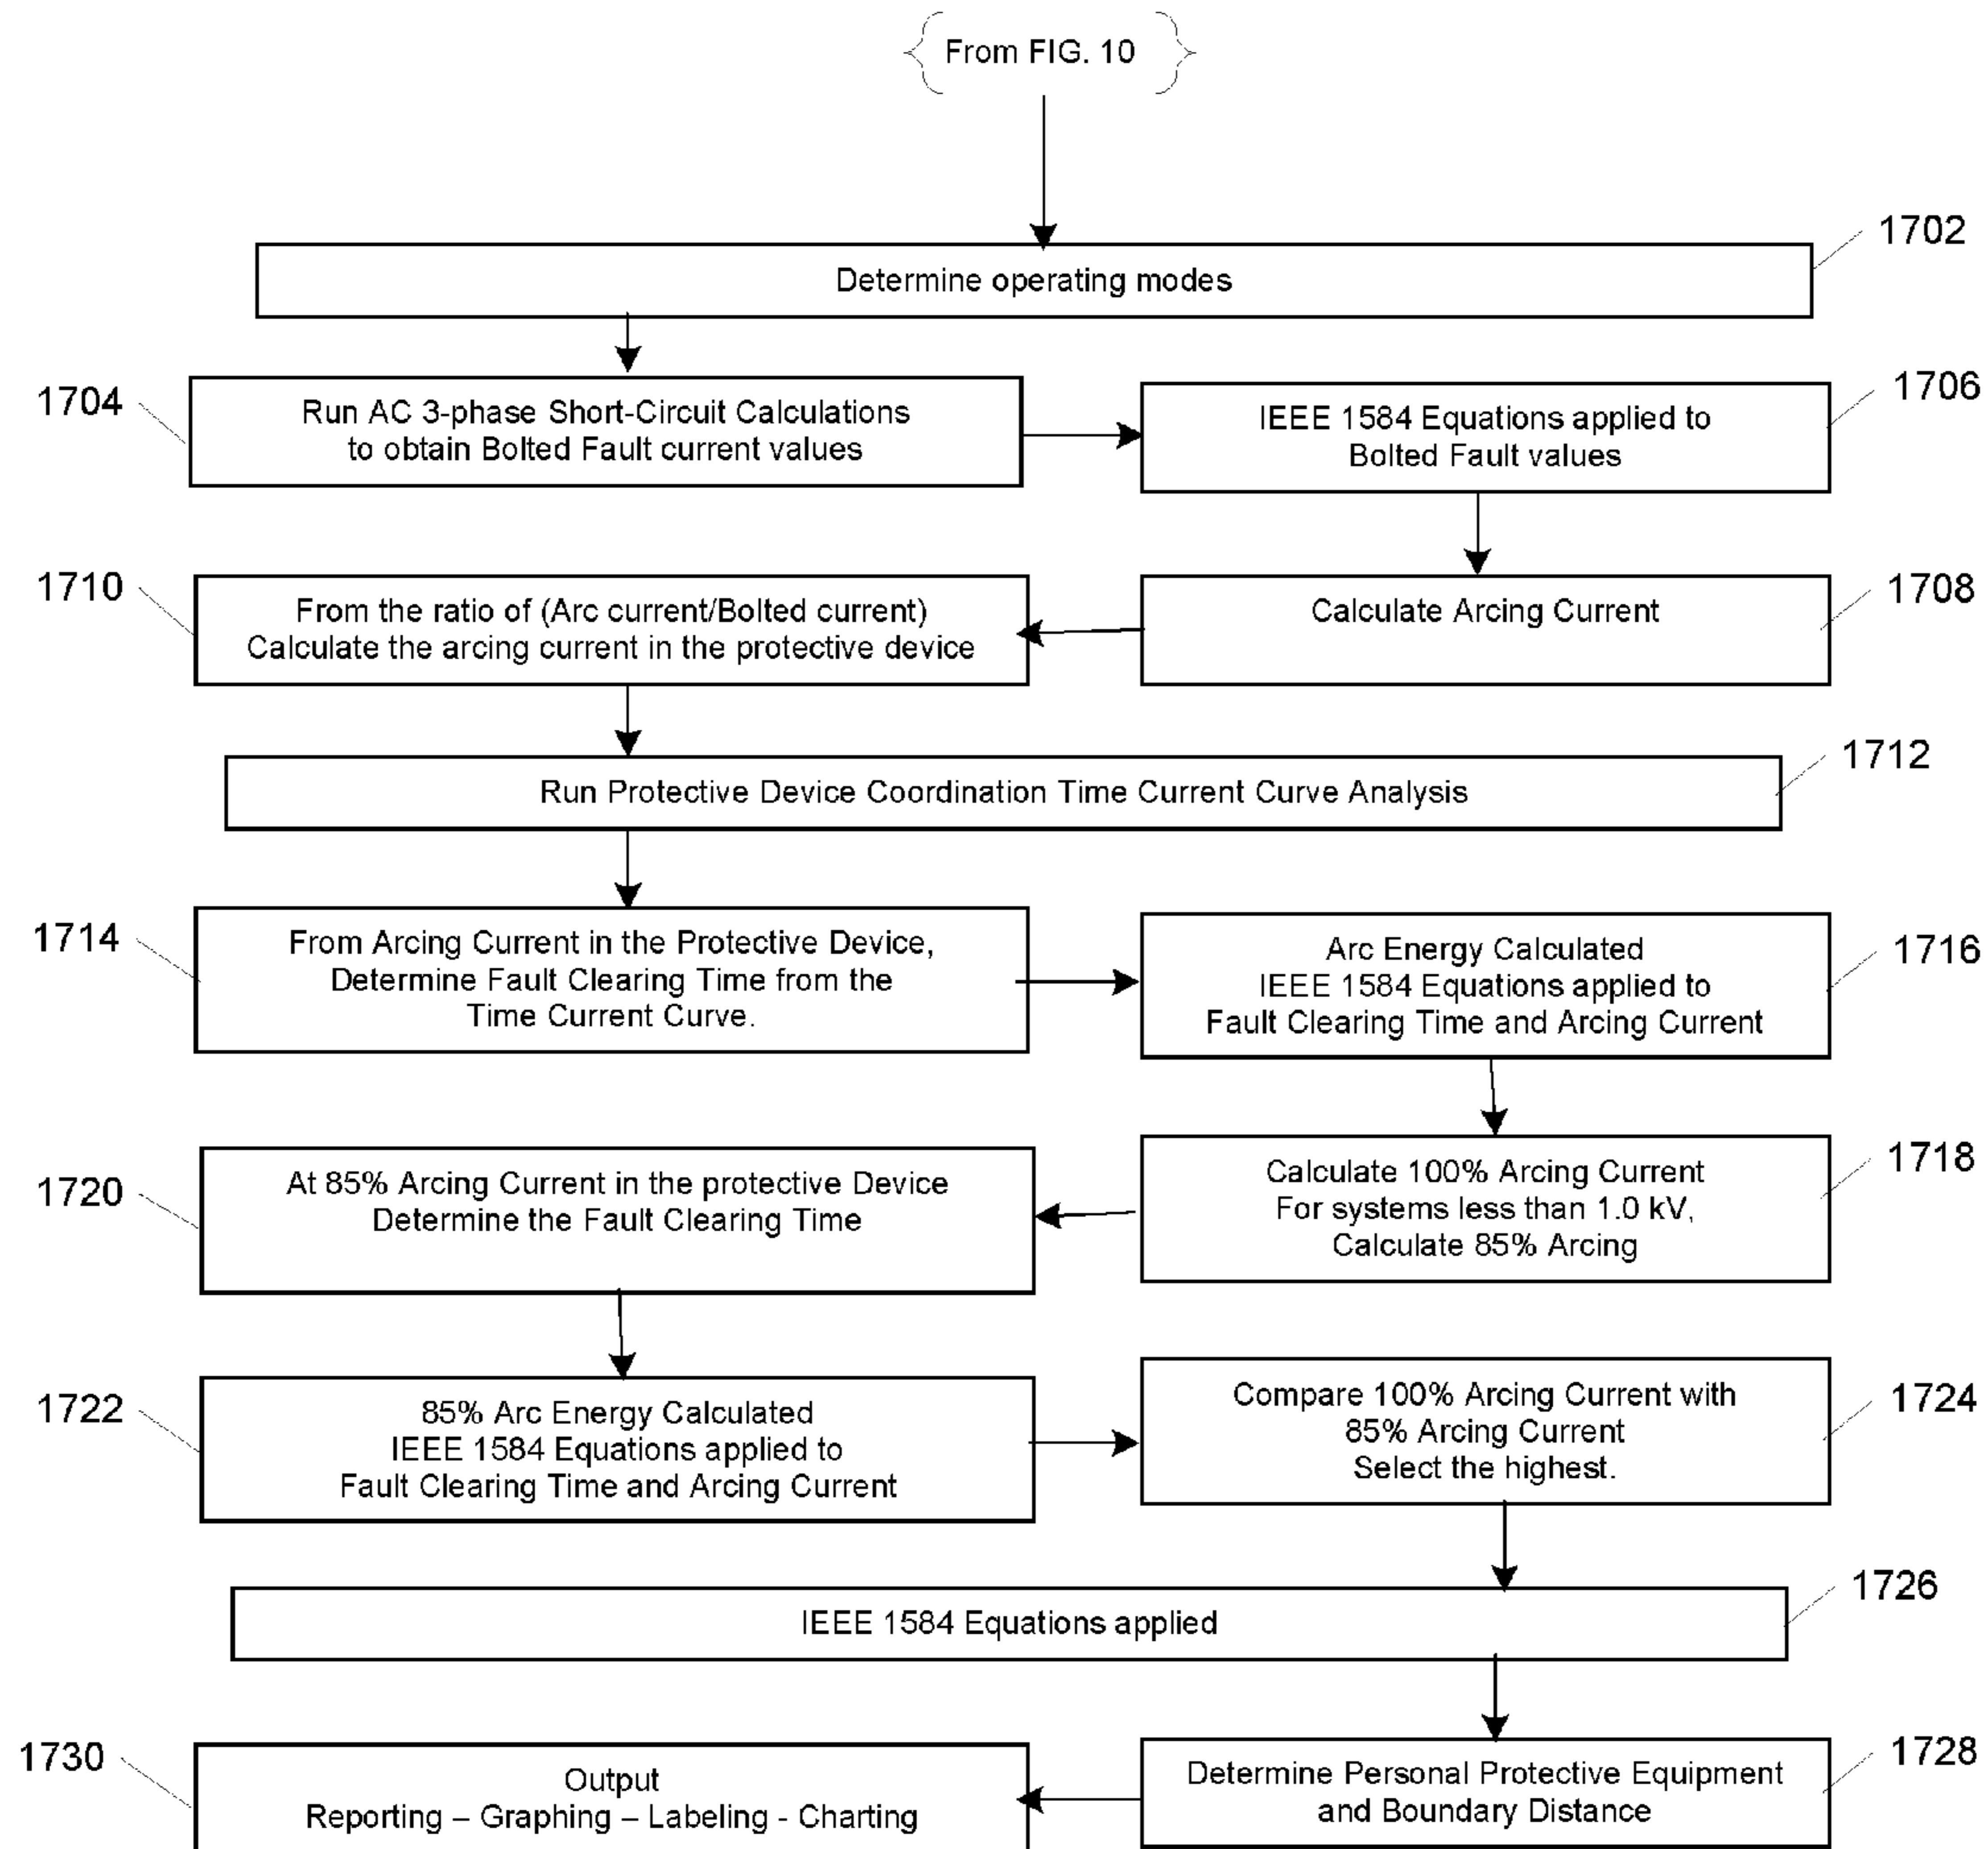 From FIG. 10
1702
Determine operating modes
1704
Run AC 3-phase Short-Circuit Calculations
to obtain Bolted Fault current values
1706
IEEE 1584 Equations applied to
Bolted Fault values
1708
Calculate Arcing Current
1710
From the ratio of (Arc current/Bolted current)
Calculate the arcing current in the protective device
1712
Run Protective Device Coordination Time Current Curve Analysis
1714
From Arcing Current in the Protective Device,
Determine Fault Clearing Time from the
Time Current Curve.
1716
Arc Energy Calculated
IEEE 1584 Equations applied to
Fault Clearing Time and Arcing Current
1718
Calculate 100% Arcing Current
For systems less than 1.0 kV,
Calculate 85% Arcing
1720
At 85% Arcing Current in the protective Device
Determine the Fault Clearing Time
1722
85% Arc Energy Calculated
IEEE 1584 Equations applied to
Fault Clearing Time and Arcing Current
1724
Compare 100% Arcing Current with
85% Arcing Current
Select the highest.
1726
IEEE 1584 Equations applied
1728
Determine Personal Protective Equipment
and Boundary Distance
1730
Output
Reporting – Graphing – Labeling - Charting